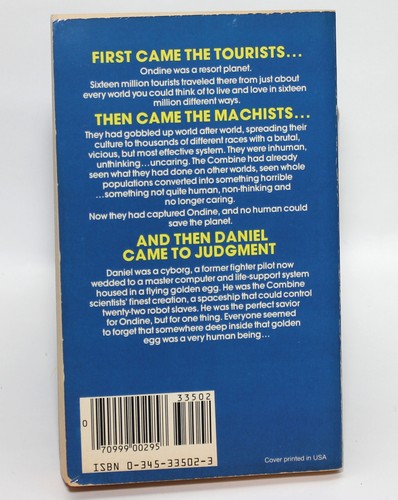 FIRST CAME THE TOURISTS...
Ondine was a resort planet.
Sixteen million tourists traveled there from just about
every world you could think of to live and love in sixteen
million different ways.
THEN CAME THE MACHISTS...
They had gobbled up world after world, spreading their
culture to thousands of different races with a brutal,
vicious, but most effective system. They were inhuman,
unthinking...uncaring. The Combine had already
seen what they had done on other worlds, seen whole
populations converted into something horrible
...something not quite human, non-thinking and
no longer caring.
Now they had captured Ondine, and no human could
save the planet.
AND THEN DANIEL
CAME TO JUDGMENT
Daniel was a cyborg, a former fighter pilot now
wedded to a master computer and life-support system
housed in a flying golden egg. He was the Combine
scientists' finest creation, a spaceship that could control
twenty-two robot slaves. He was the perfect savior
for Ondine, but for one thing. Everyone seemed
to forget that somewhere deep inside that golden
egg was a very human being...
33502
0
70999 00295
ISBN 0-345-33502-3
Cover printed in USA